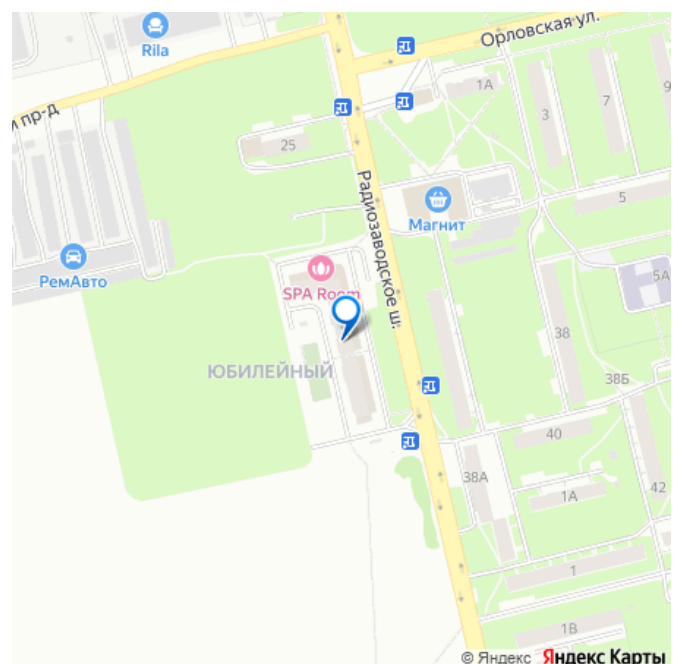 Rila
Орловская ул.
1А
7
9
3
и пр-д
25
Радиозаводское ш.
Магнит
5
РемАвто
SPA Room
5А
38
ЮБИЛЕЙНЫЙ
38Б
40
38А
1А
42
1
1В
© Яндекс Яндекс Карты